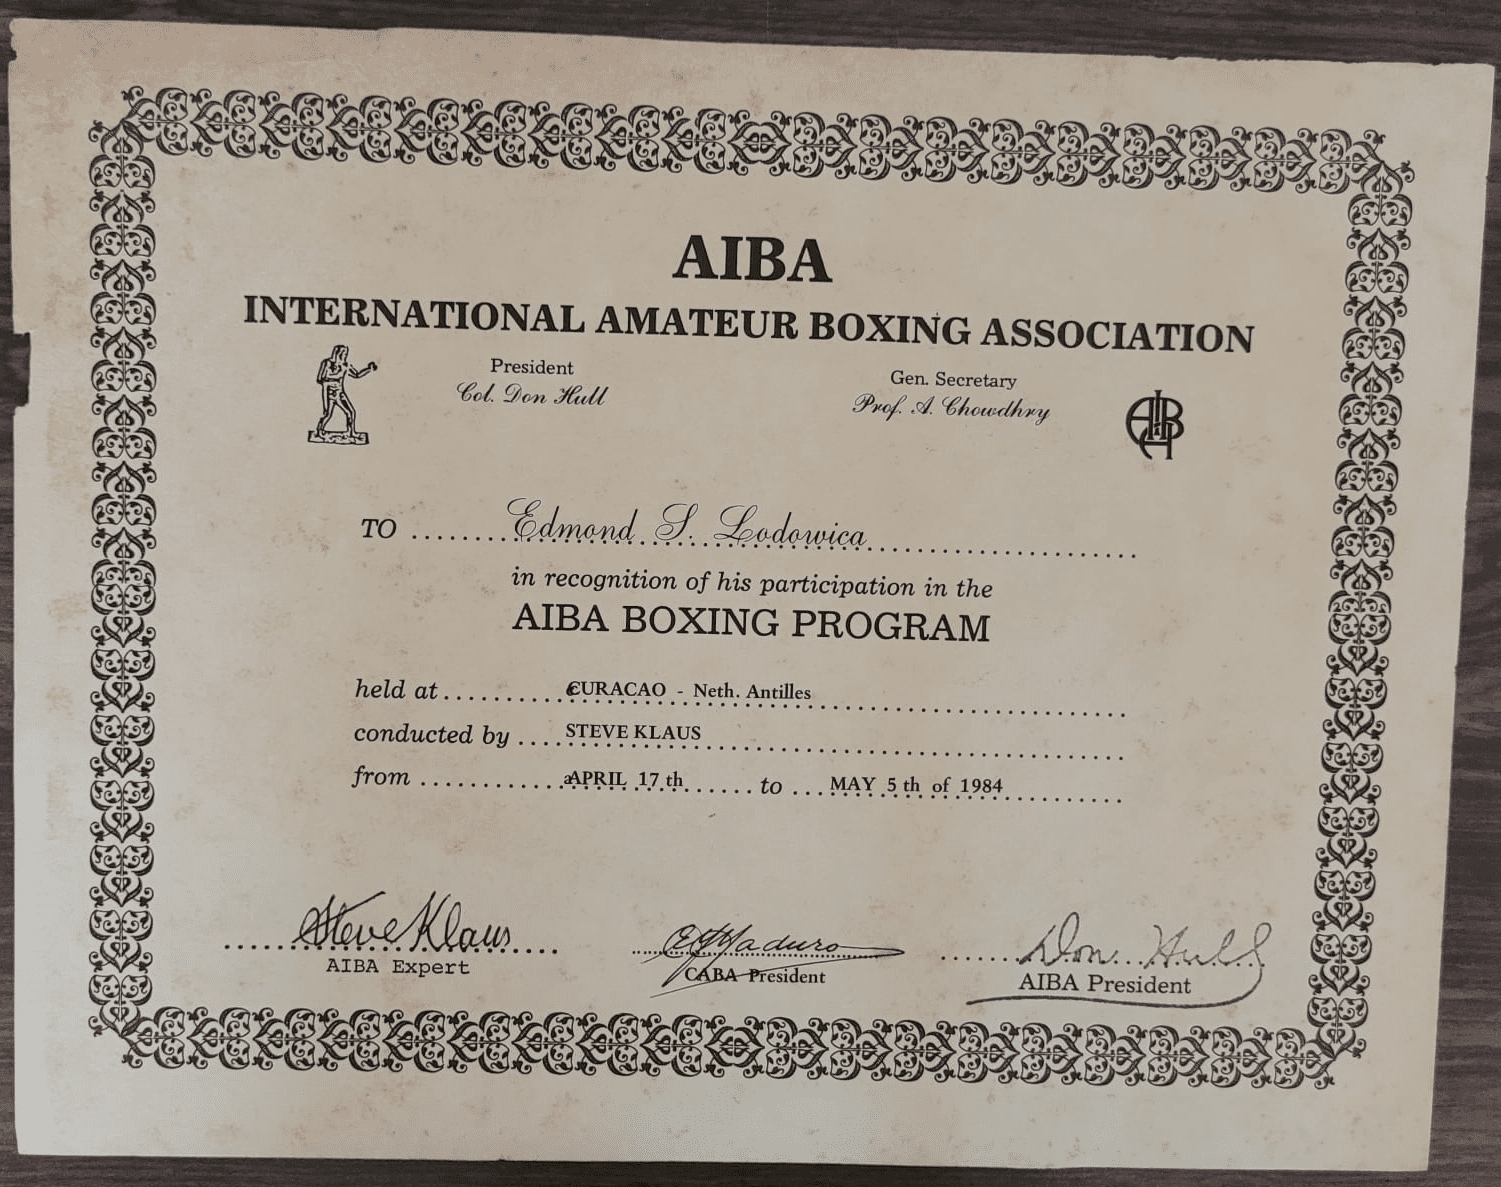 AIBA
INTERNATIONAL AMATEUR BOXING ASSOCIATION
President
Col. Don Hull
Gen. Secretary
Prof. A. Chowdhry
AIBA
TO ........ Edmond S. Lodowica ........
in recognition of his participation in the
AIBA BOXING PROGRAM
held at .......... CURACAO - Neth. Antilles ..........
conducted by .... STEVE KLAUS ..........
from .......... APRIL 17 th ....... to ... MAY 5 th of 1984 ..........
Steve Klaus
AIBA Expert
Maduro
CABA President
Don Hull
AIBA President